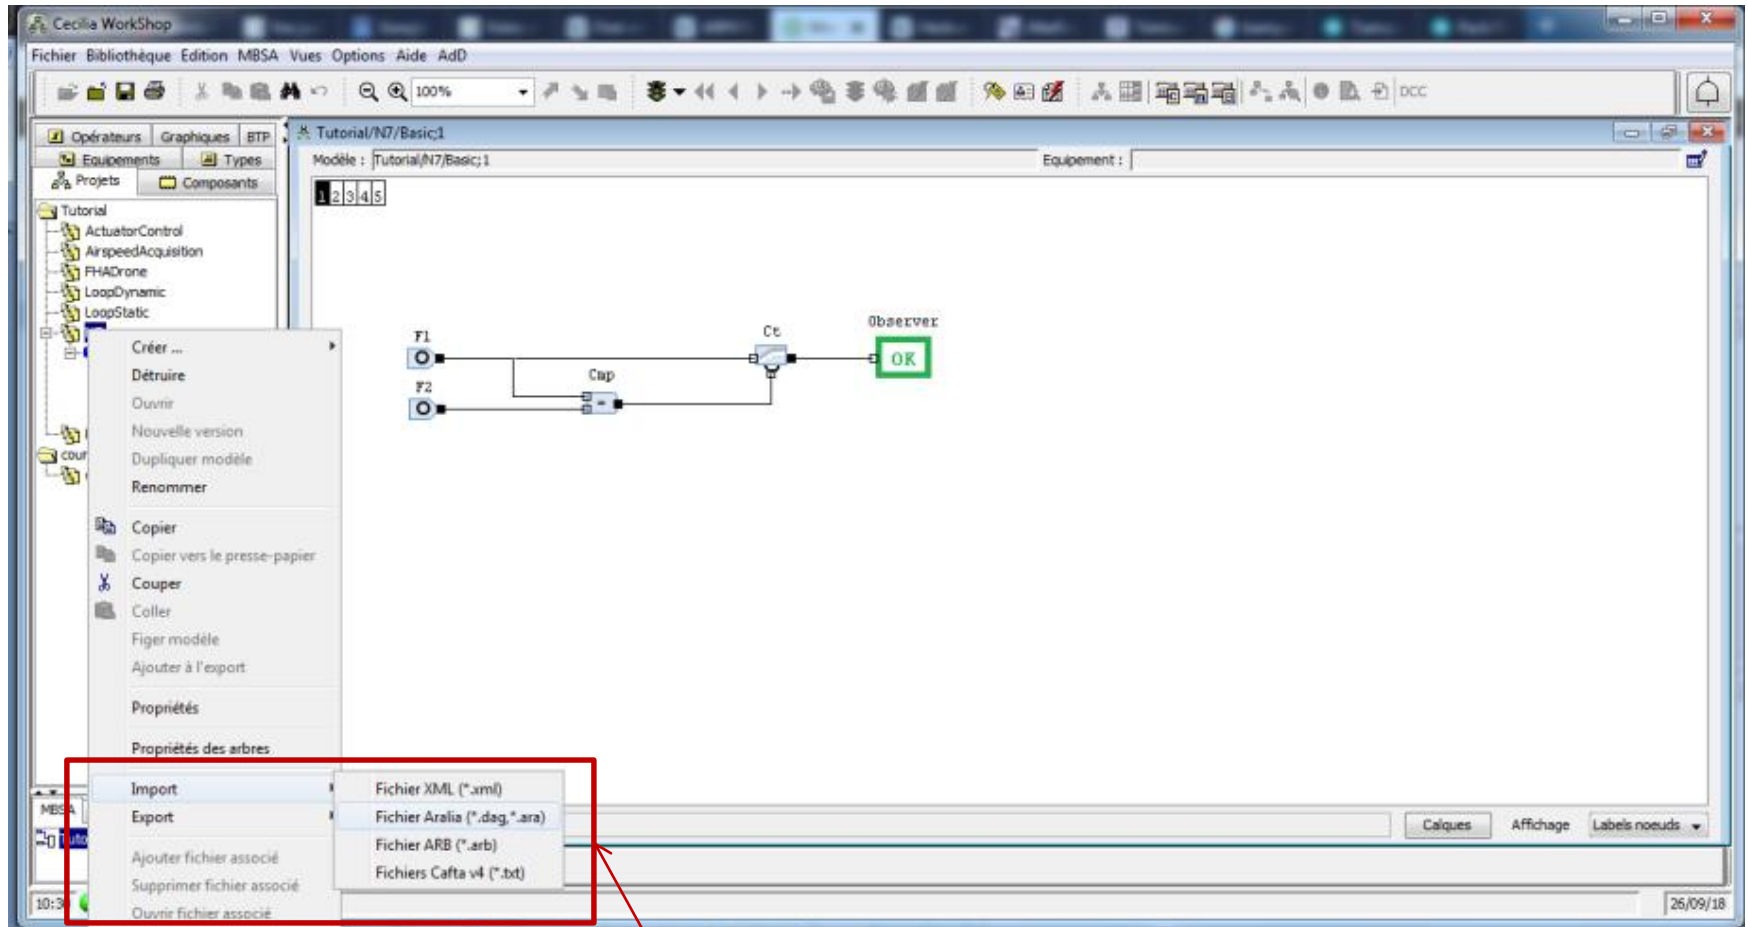 Cecilia WorkShop
Fichier Bibliothèque Edition MBSA Vues Options Aide AdD
100%
DCC
Opérateurs Graphiques BTP
Equipements Types
Projets Composants
Tutorial/N7/Basic;1
Modèle : Tutorial/N7/Basic;1 Equipement :
1 2 3 4 5
Tutorial
ActuatorControl
AirspeedAcquisition
FHADrone
LoopDynamic
LoopStatic
cour
Créer ...
Détruire
Ouvrir
Nouvelle version
Dupliquer modèle
Renommer
Copier
Copier vers le presse-papier
Couper
Coller
Figer modèle
Ajouter à l'export
Propriétés
Propriétés des arbres
Import
Export
Ajouter fichier associé
Supprimer fichier associé
Ouvrir fichier associé
Fichier XML (*.xml)
Fichier Aralia (*.dag,*.ara)
Fichier ARB (*.arb)
Fichiers Cafta v4 (*.txt)
F1
F2
Cmp
=
Ct
Observer
OK
MBSA
Calques Affichage Labels noeuds
26/09/18